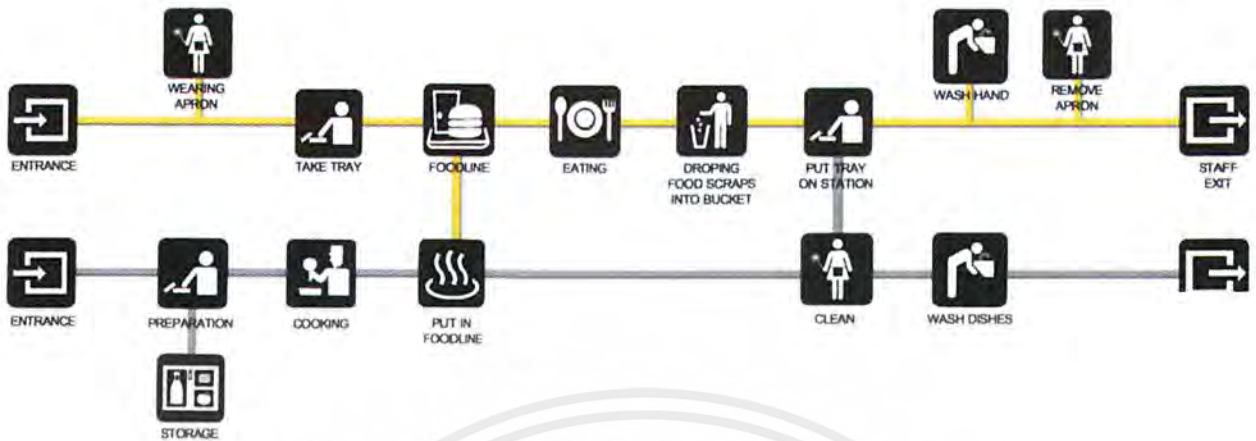 WEARING
APRON
WASH HAND
REMOVE
APRON
ENTRANCE
TAKE TRAY
FOODLINE
EATING
DROPING
FOOD SCRAPS
INTO BUCKET
PUT TRAY
ON STATION
STAFF
EXIT
ENTRANCE
PREPARATION
COOKING
PUT IN
FOODLINE
CLEAN
WASH DISHES
STORAGE